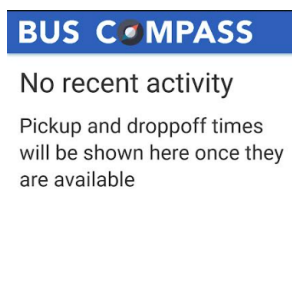 BUS COMPASS
No recent activity
Pickup and droppoff times
will be shown here once they
are available